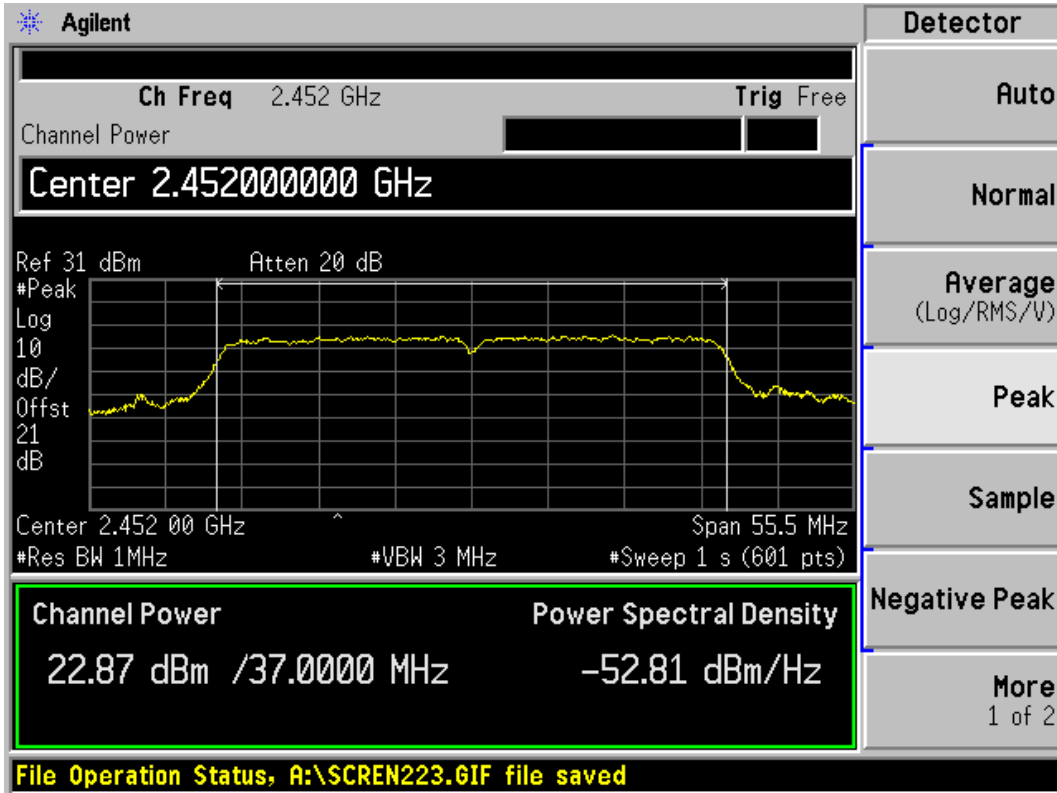 Agilent
Ch Freq 2.452 GHz Trig Free
Channel Power
Center 2.452000000 GHz
Ref 31 dBm Atten 20 dB
#Peak
Log
10
dB/
Offst
21
dB
Center 2.452 00 GHz ^ Span 55.5 MHz
#Res BW 1MHz #VBW 3 MHz #Sweep 1 s (601 pts)
Channel Power Power Spectral Density
22.87 dBm /37.0000 MHz -52.81 dBm/Hz
File Operation Status, A:\SCREN223.GIF file saved
Detector
Auto
Normal
Average
(Log/RMS/V)
Peak
Sample
Negative Peak
More
1 of 2